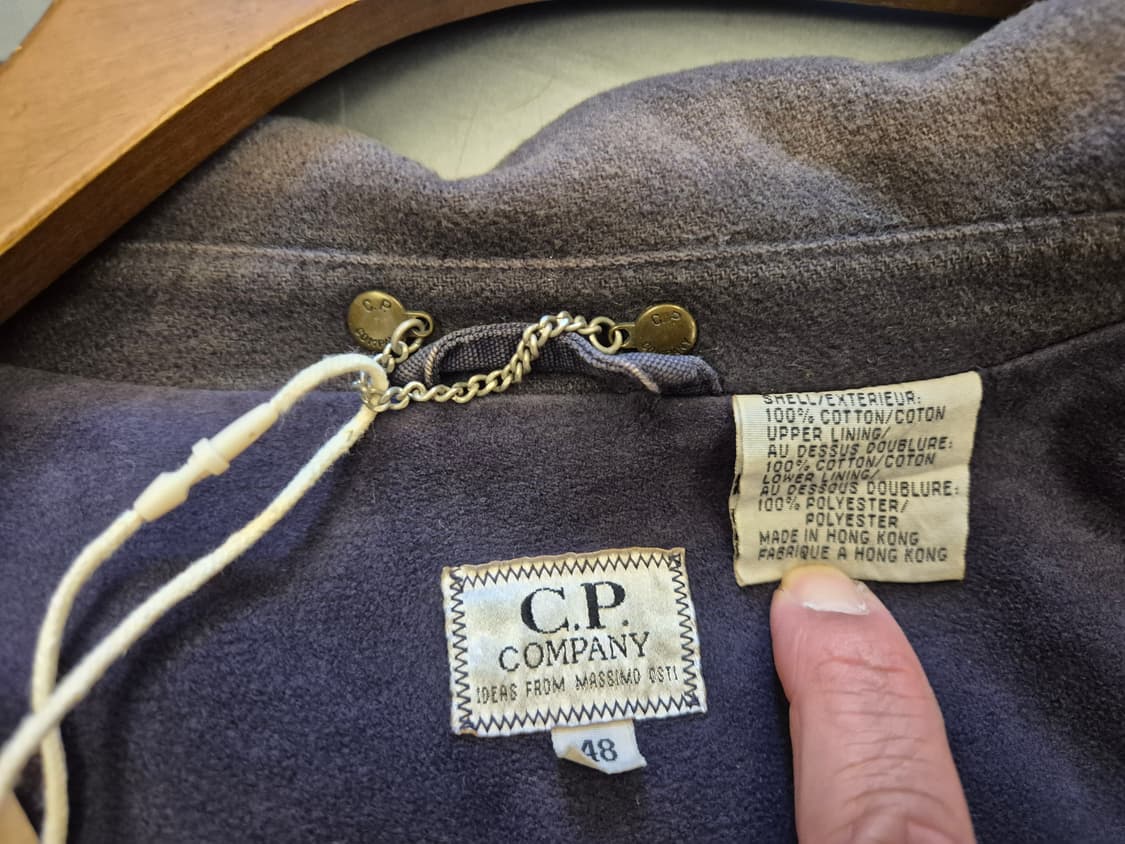 C.P.
COMPANY
C.P.
SHELL/EXTERIEUR:
100% COTTON/COTON
UPPER LINING/
AU DESSUS DOUBLURE:
100% COTTON/COTON
LOWER LINING/
AU DESSOUS DOUBLURE:
100% POLYESTER/
POLYESTER
MADE IN HONG KONG
FABRIQUE A HONG KONG
C.P.
COMPANY
IDEAS FROM MASSIMO OSTI
48